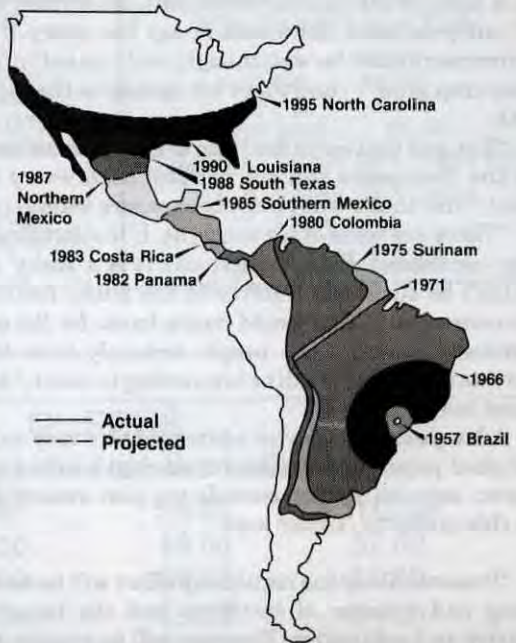 1995 North Carolina
1990 Louisiana
1988 South Texas
1987
Northern
Mexico
1985 Southern Mexico
1980 Colombia
1983 Costa Rica
1975 Surinam
1982 Panama
1971
1966
Actual
Projected
1957 Brazil